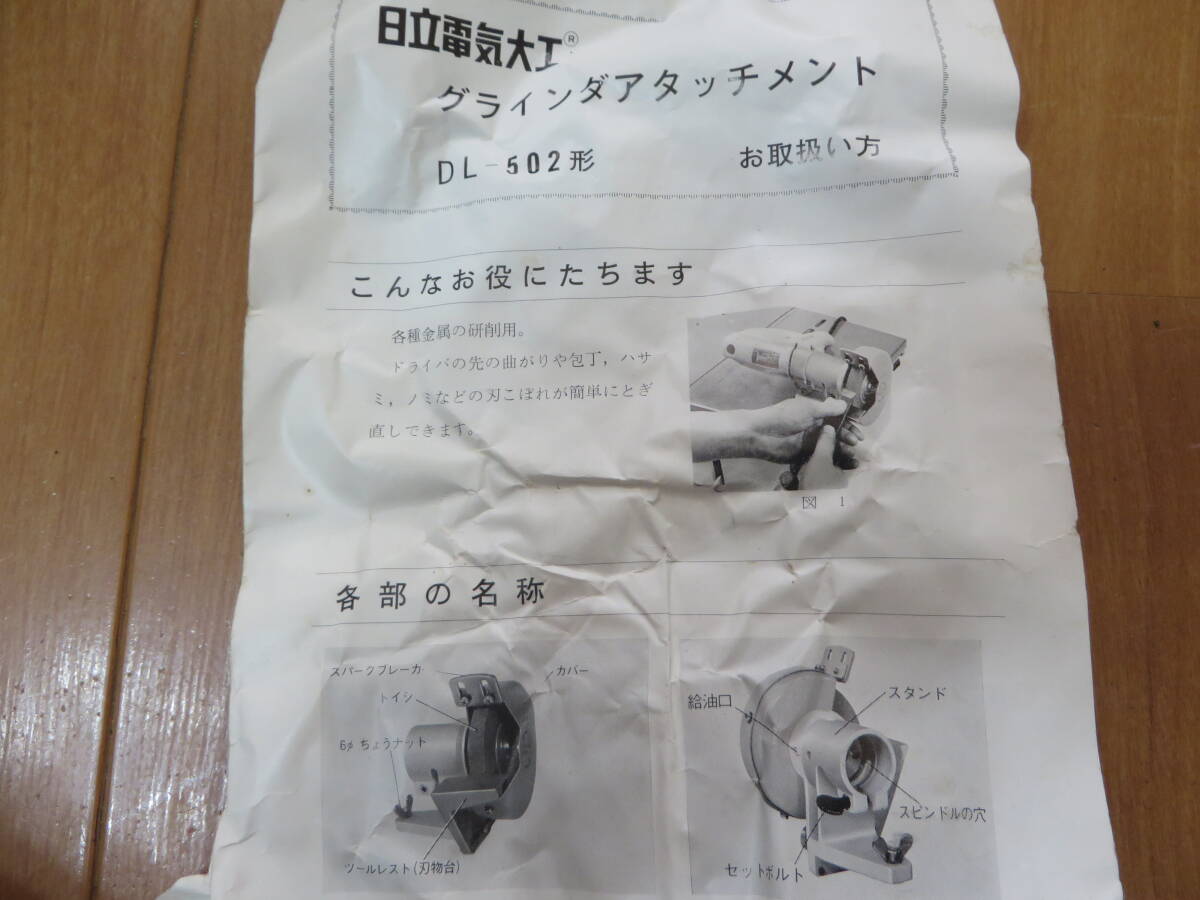 日立電気大工®
グラインダアタッチメント
DL-502形 お取扱い方
こんなお役にたちます
各種金属の研削用。
ドライバの先の曲がりや包丁，ハサ
ミ，ノミなどの刃こぼれが簡単にとぎ
直しできます。
図 1
各部の名称
スパークブレーカ
カバー
トイシ
6φ ちょうナット
ツールレスト(刃物台)
給油口
スタンド
スピンドルの穴
セットボルト